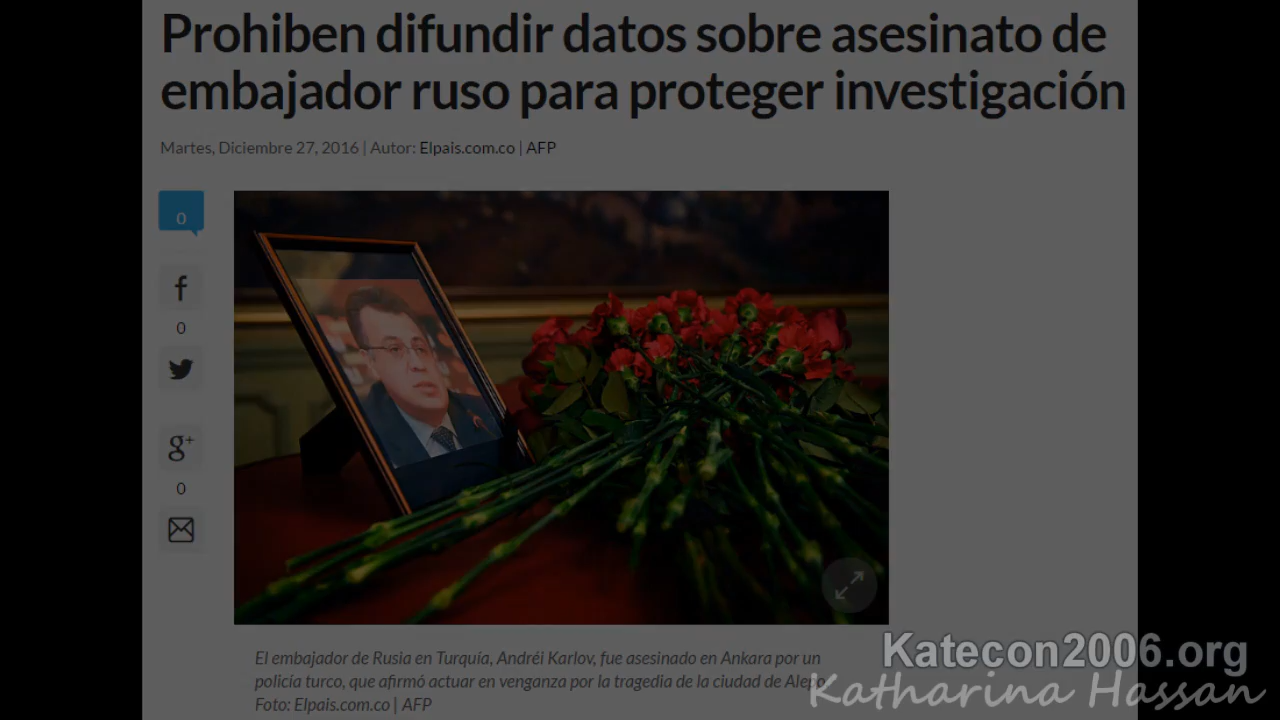 Prohiben difundir datos sobre asesinato de
embajador ruso para proteger investigación
Martes, Diciembre 27, 2016 | Autor: Elpais.com.co | AFP
0
f
0
g+
0
El embajador de Rusia en Turquía, Andréi Karlov, fue asesinado en Ankara por un
policía turco, que afirmó actuar en venganza por la tragedia de la ciudad de Alepo.
Foto: Elpais.com.co | AFP
Katecon2006.org
Katharina Hassan